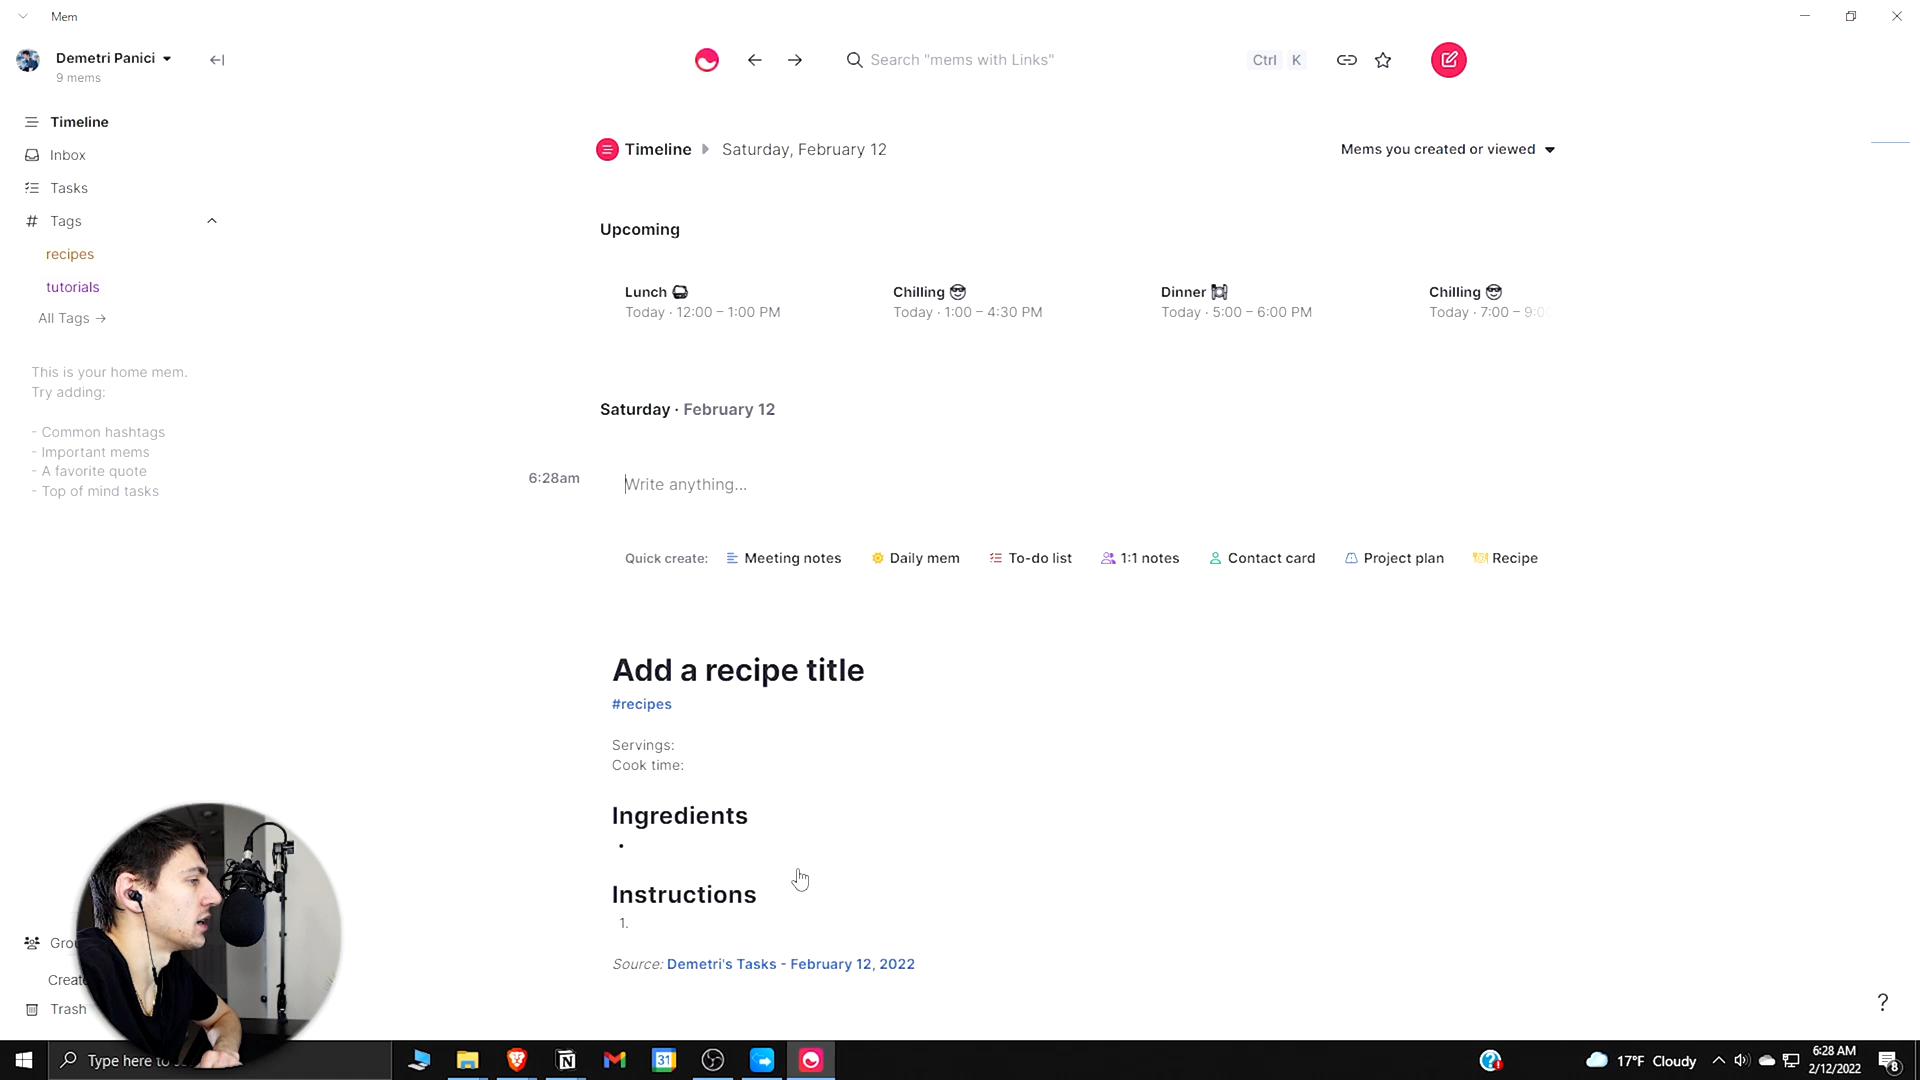 Mem
Demetri Panici
9 mems
Search "mems with Links"
Ctrl K
Timeline
Inbox
Tasks
# Tags
recipes
tutorials
All Tags →
This is your home mem.
Try adding:
- Common hashtags
- Important mems
- A favorite quote
- Top of mind tasks
Create
Trash
Timeline Saturday, February 12
Mems you created or viewed
Upcoming
Lunch
Today · 12:00 – 1:00 PM
Chilling
Today · 1:00 – 4:30 PM
Dinner
Today · 5:00 – 6:00 PM
Chilling
Today · 7:00 – 9:00
Saturday · February 12
6:28am
Write anything...
Quick create: Meeting notes Daily mem To-do list 1:1 notes Contact card Project plan Recipe
Add a recipe title
#recipes
Servings:
Cook time:
Ingredients
•
Instructions
1.
Source: Demetri's Tasks - February 12, 2022
?
Type here to
31
17°F Cloudy
6:28 AM
2/12/2022
8